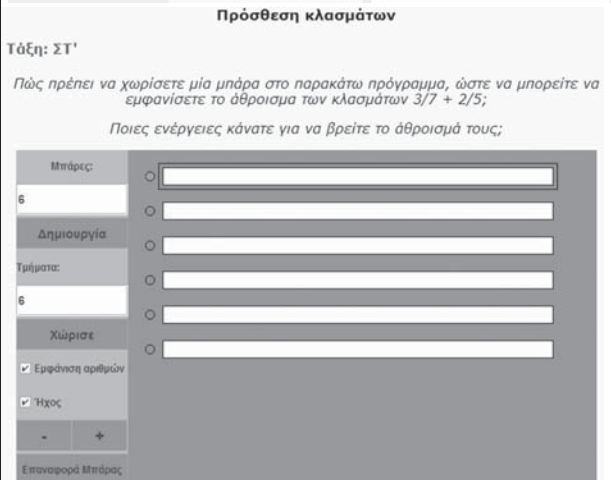 Πρόσθεση κλασμάτων
Τάξη: ΣΤ'
Πώς πρέπει να χωρίσετε μία μπάρα στο παρακάτω πρόγραμμα, ώστε να μπορείτε να
εμφανίσετε το άθροισμα των κλασμάτων 3/7 + 2/5;
Ποιες ενέργειες κάνατε για να βρείτε το άθροισμά τους;
Μπάρες:
6
Δημιουργία
Τμήματα:
6
Χώρισε
Εμφάνιση αριθμών
Ήχος
- +
Επαναφορά Μπάρας